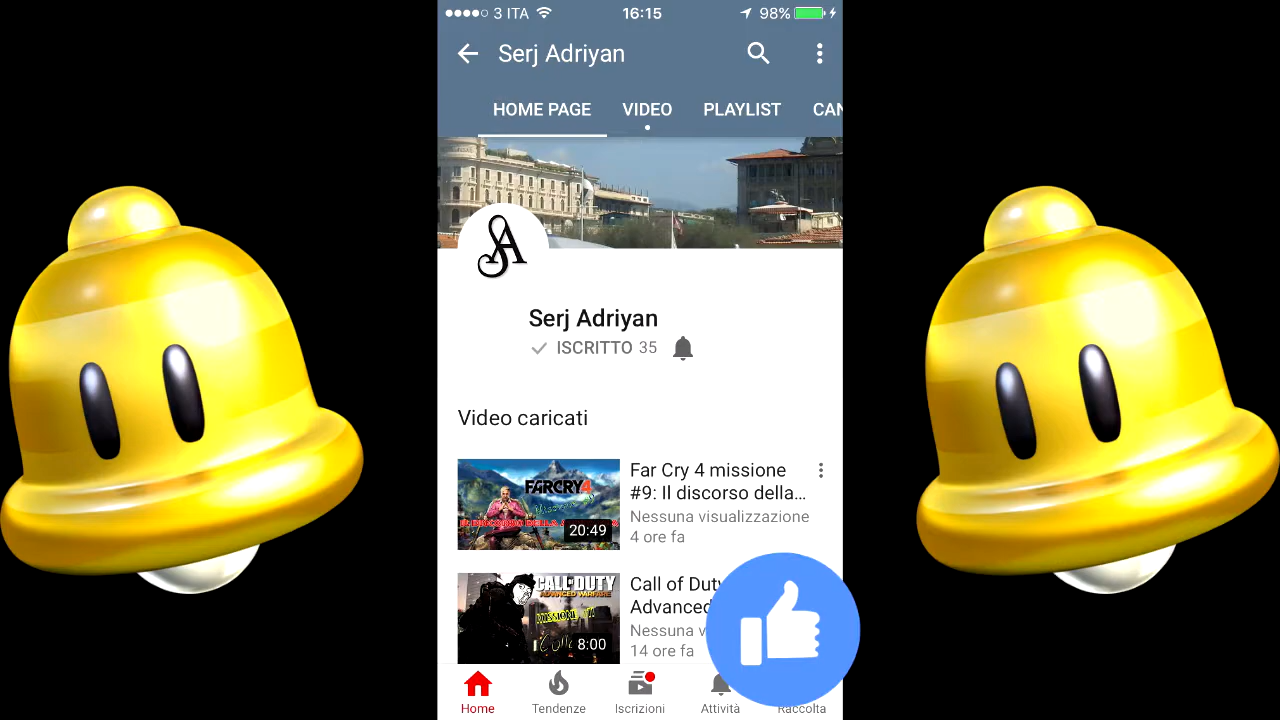 3 ITA 16:15 98%
Serj Adriyan
HOME PAGE VIDEO PLAYLIST CAN
SA
Serj Adriyan
ISCRITTO 35
Video caricati
FARCRY4
20:49
Far Cry 4 missione
#9: Il discorso della...
Nessuna visualizzazione
4 ore fa
CALL OF DUTY
ADVANCED WARFARE
8:00
Call of Duty
Advanced
Nessuna v
14 ore fa
Home Tendenze Iscrizioni Attività Raccolta